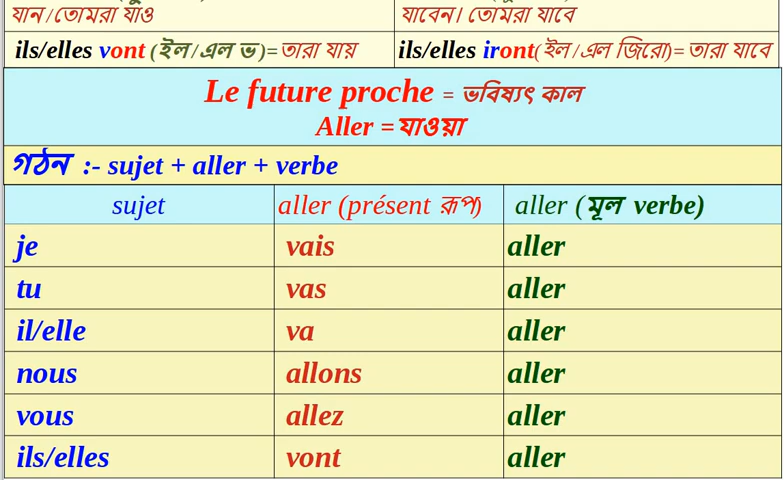 যান/তোমরা যাও
যাবেন। তোমরা যাবে
ils/elles vont (ইল/এল ভ)=তারা যায়
ils/elles iront(ইল/এল জিরো)=তারা যাবে
Le future proche = ভবিষ্যৎ কাল
Aller =যাওয়া
গঠন :- sujet + aller + verbe
sujet aller (présent রূপ) aller (মূল verbe)
je vais aller
tu vas aller
il/elle va aller
nous allons aller
vous allez aller
ils/elles vont aller